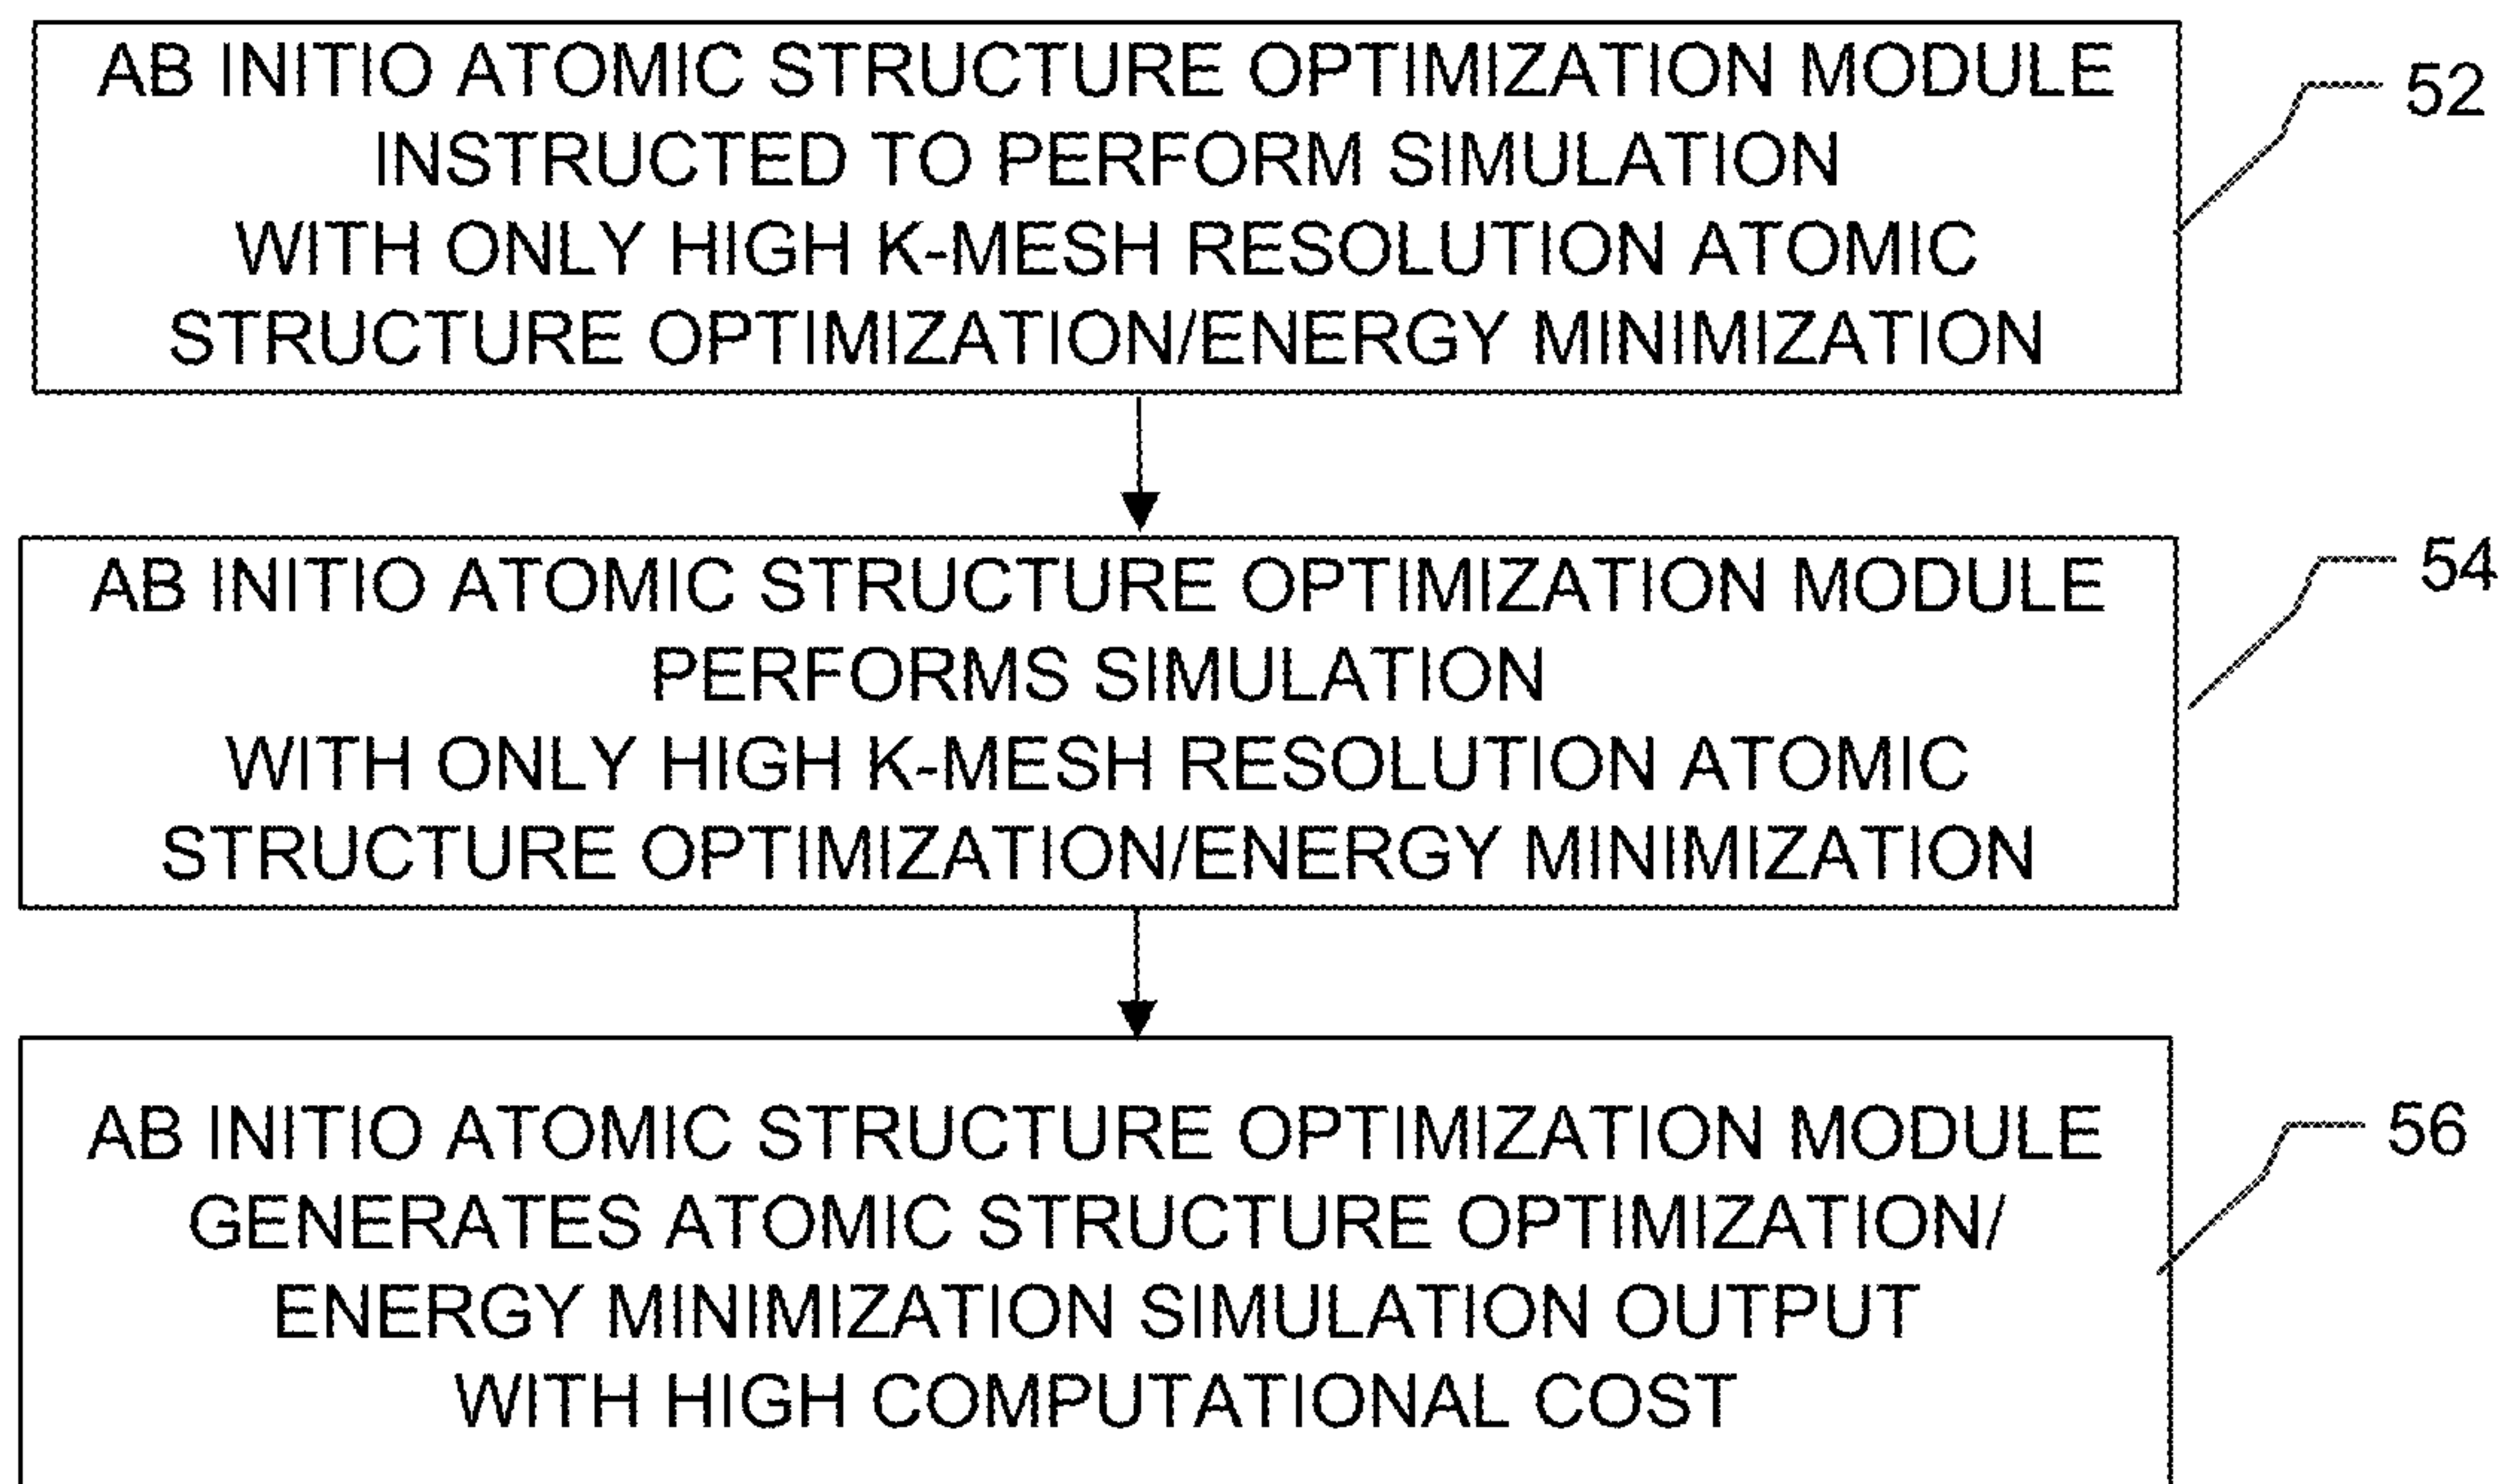 AB INITIO ATOMIC STRUCTURE OPTIMIZATION MODULE
INSTRUCTED TO PERFORM SIMULATION
WITH ONLY HIGH K-MESH RESOLUTION ATOMIC
STRUCTURE OPTIMIZATION/ENERGY MINIMIZATION
52
AB INITIO ATOMIC STRUCTURE OPTIMIZATION MODULE
PERFORMS SIMULATION
WITH ONLY HIGH K-MESH RESOLUTION ATOMIC
STRUCTURE OPTIMIZATION/ENERGY MINIMIZATION
54
AB INITIO ATOMIC STRUCTURE OPTIMIZATION MODULE
GENERATES ATOMIC STRUCTURE OPTIMIZATION/
ENERGY MINIMIZATION SIMULATION OUTPUT
WITH HIGH COMPUTATIONAL COST
56